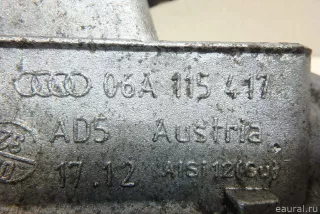 06A 115 417
AD5 Austria
17.12 AlSi12(Cu)
eaural.ru